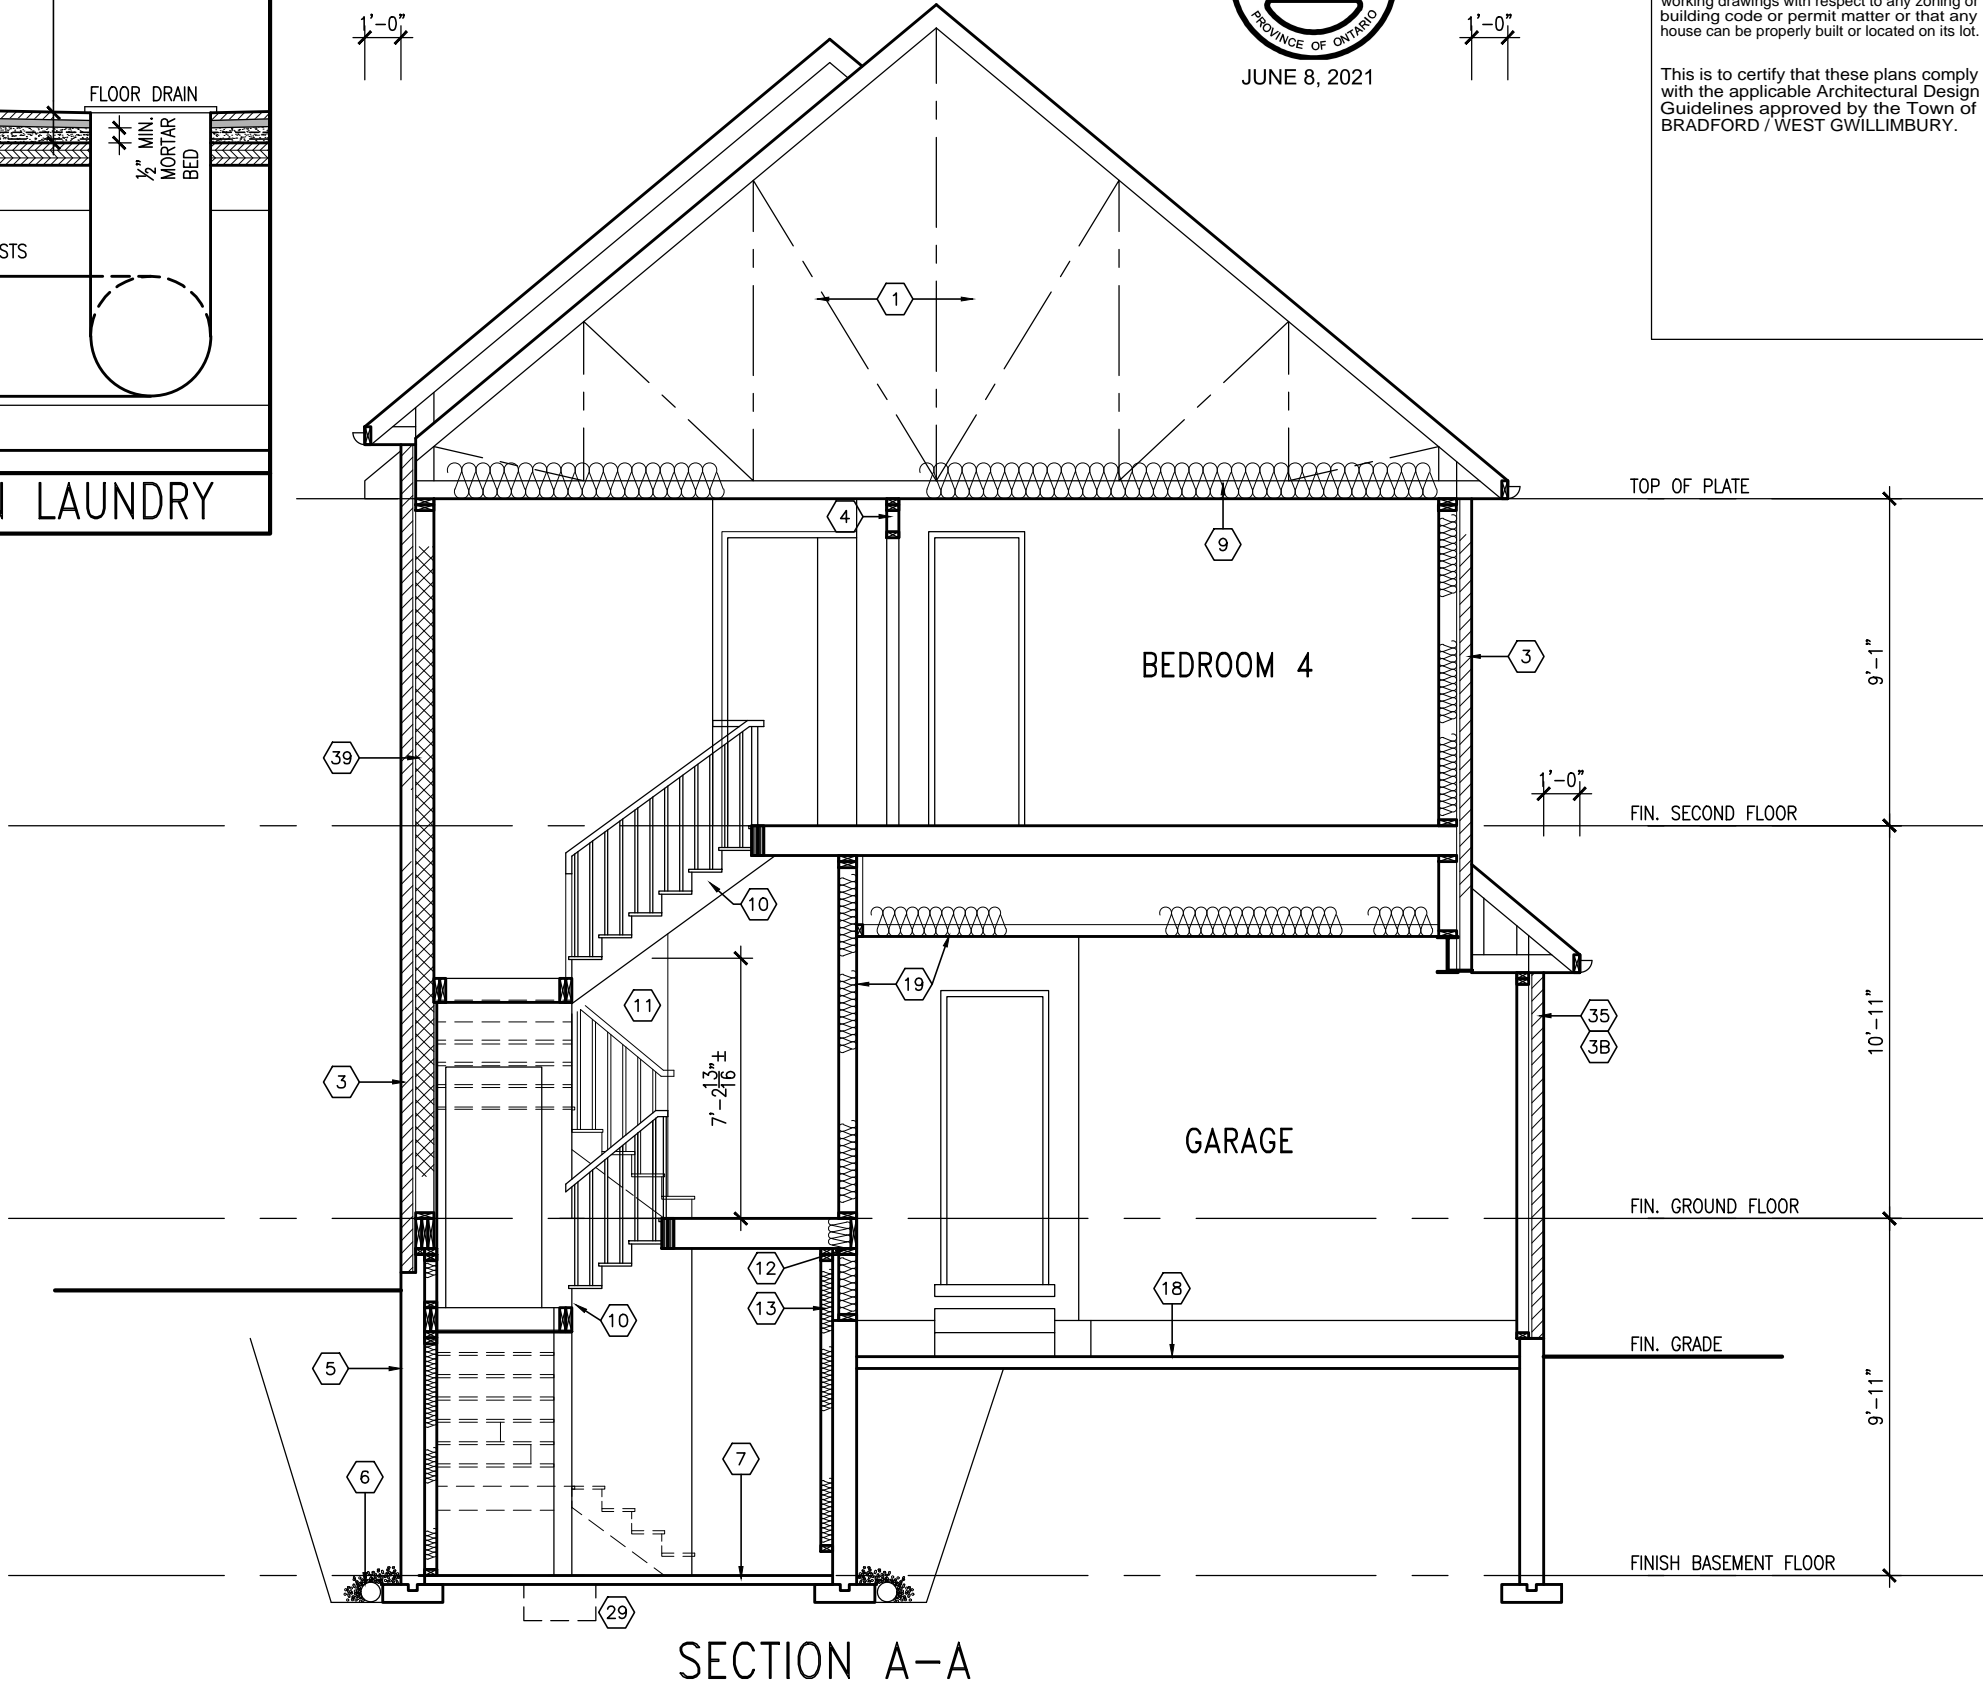 1'-0"
1'-0"
PROVINCE OF ONTARIO
JUNE 8, 2021
working drawings with respect to any zoning or
building code or permit matter or that any
house can be properly built or located on its lot.
This is to certify that these plans comply
with the applicable Architectural Design
Guidelines approved by the Town of
BRADFORD / WEST GWILLIMBURY.
FLOOR DRAIN
½" MIN.
MORTAR
BED
STS
N LAUNDRY
1
TOP OF PLATE
4
9
BEDROOM 4
3
9'-1"
39
1'-0"
FIN. SECOND FLOOR
10
19
11
35
3B
10'-11"
7'-2 13/16" ±
3
GARAGE
FIN. GROUND FLOOR
12
13
18
10
FIN. GRADE
5
9'-11"
7
6
FINISH BASEMENT FLOOR
29
SECTION A-A